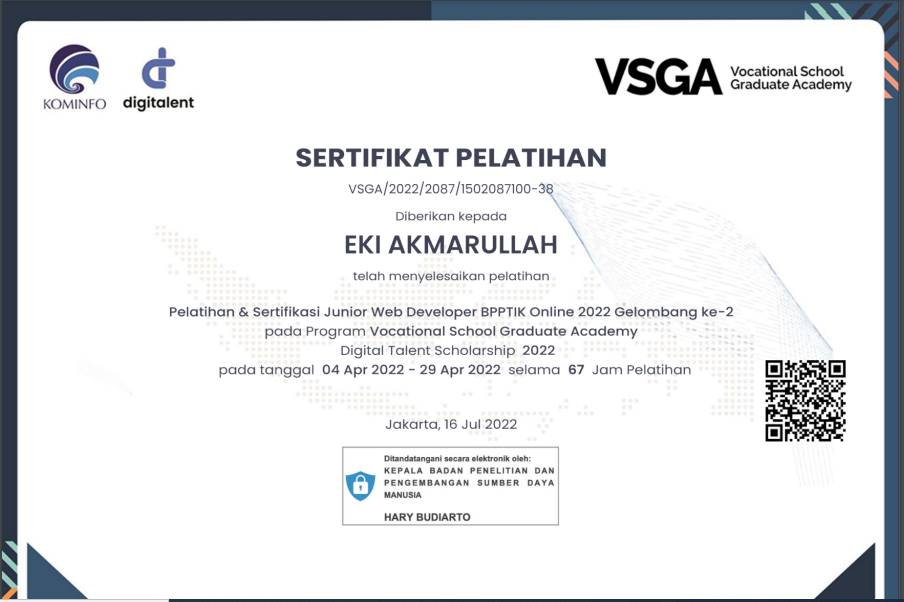 KOMINFO
digitalent
VSGA
Vocational School
Graduate Academy
SERTIFIKAT PELATIHAN
VSGA/2022/2087/1502087100-38
Diberikan kepada
EKI AKMARULLAH
telah menyelesaikan pelatihan
Pelatihan & Sertifikasi Junior Web Developer BPPTIK Online 2022 Gelombang ke-2
pada Program Vocational School Graduate Academy
Digital Talent Scholarship 2022
pada tanggal 04 Apr 2022 - 29 Apr 2022 selama 67 Jam Pelatihan
Jakarta, 16 Jul 2022
Ditandatangani secara elektronik oleh:
KEPALA BADAN PENELITIAN DAN
PENGEMBANGAN SUMBER DAYA
MANUSIA
HARY BUDIARTO